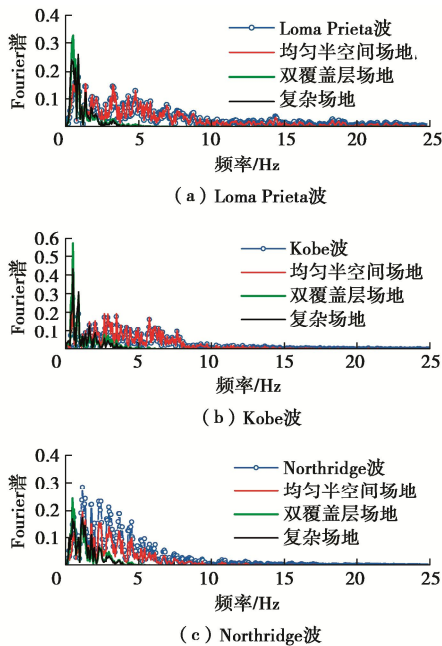 0.4
0.3
0.2
0.1
Fourier谱
Loma Prieta波
均匀半空间场地
双覆盖层场地
复杂场地
0 5 10 15 20 25
频率/Hz
(a) Loma Prieta波
0.6
0.5
0.4
0.3
0.2
0.1
Fourier谱
Kobe波
均匀半空间场地
双覆盖层场地
复杂场地
0 5 10 15 20 25
频率/Hz
(b) Kobe波
0.4
0.3
0.2
0.1
Fourier谱
Northridge波
均匀半空间场地
双覆盖层场地
复杂场地
0 5 10 15 20 25
频率/Hz
(c) Northridge波